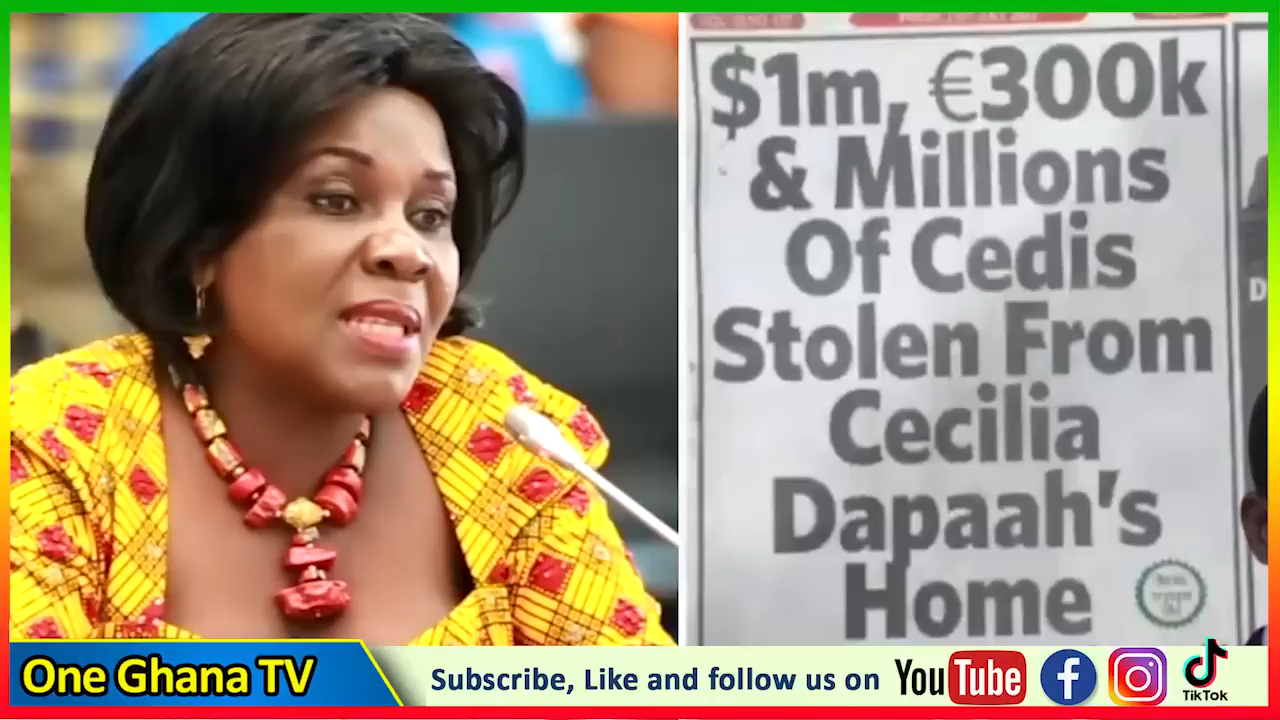 $1m, €300k
& Millions
Of Cedis
Stolen From
Cecilia
Dapaah's
Home
One Ghana TV
Subscribe, Like and follow us on YouTube
TikTok